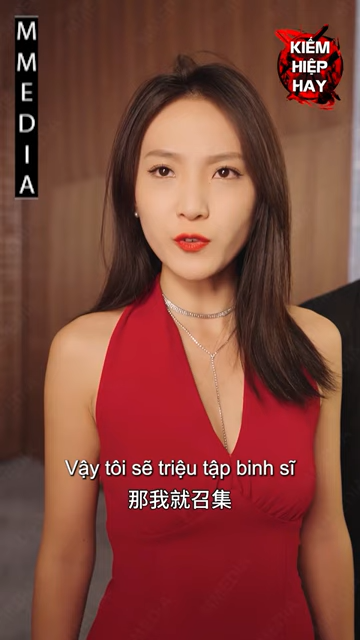 MMEDIA
KIẾM
HIỆP
HAY
Vậy tôi sẽ triệu tập binh sĩ
那我就召集